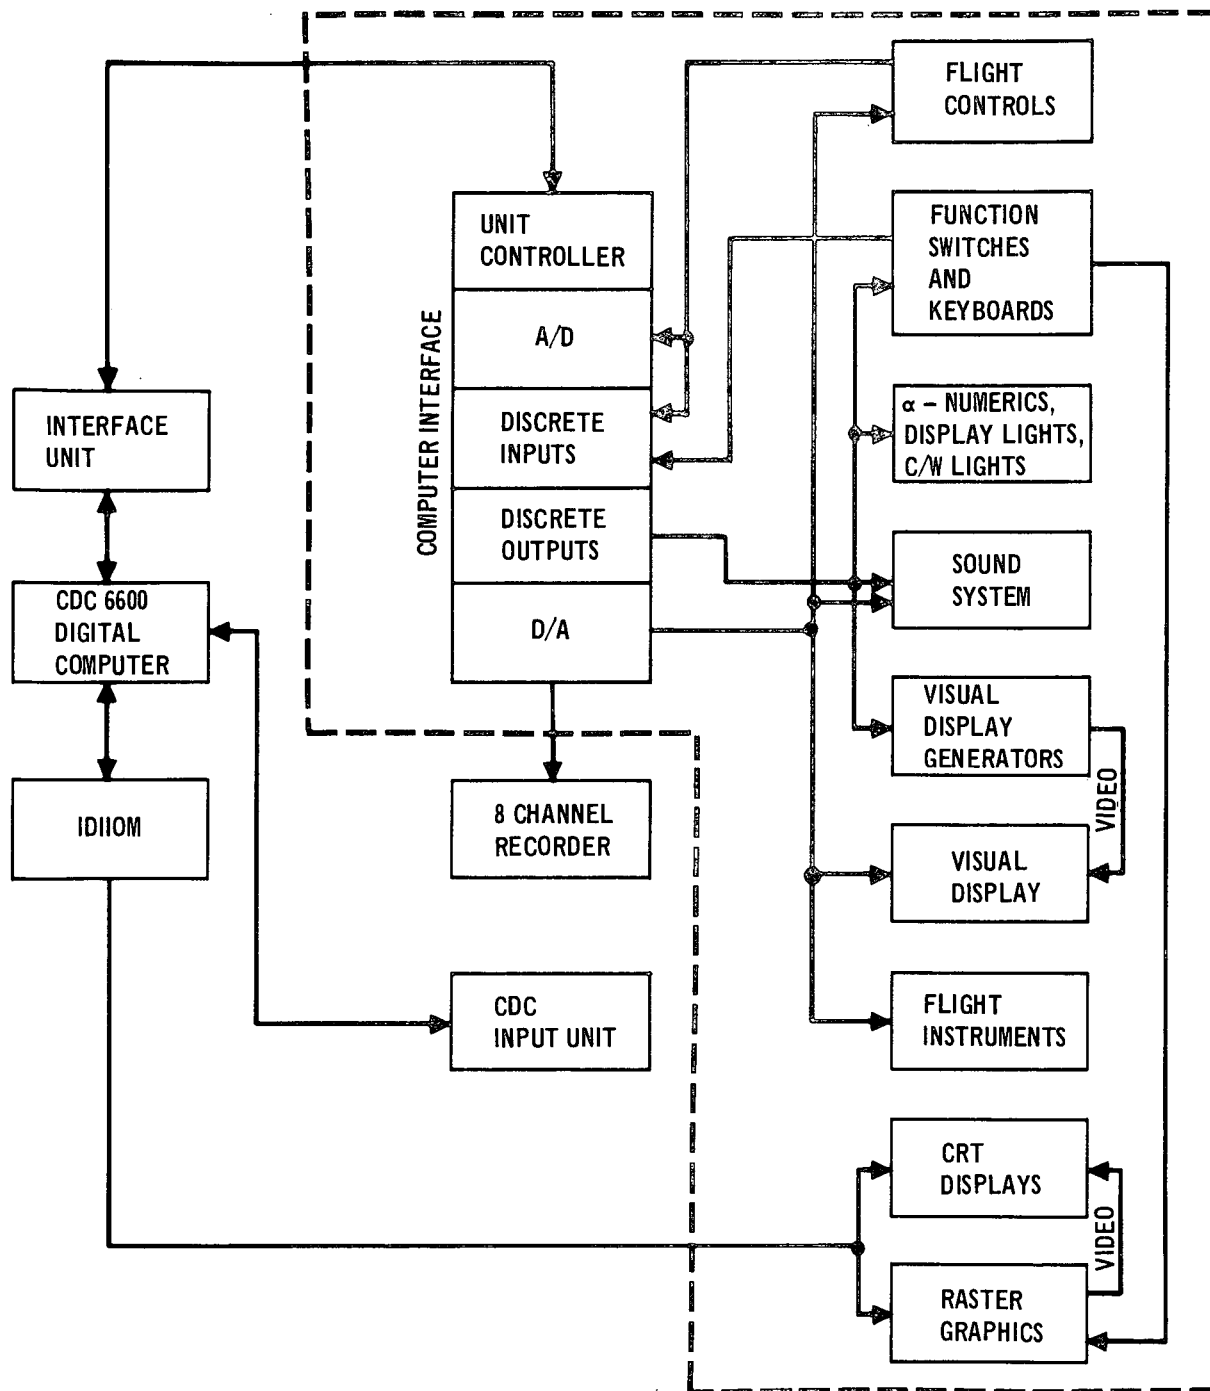 FLIGHT
CONTROLS
FUNCTION
SWITCHES
AND
KEYBOARDS
UNIT
CONTROLLER
A/D
DISCRETE
INPUTS
DISCRETE
OUTPUTS
D/A
COMPUTER INTERFACE
INTERFACE
UNIT
α - NUMERICS,
DISPLAY LIGHTS,
C/W LIGHTS
SOUND
SYSTEM
CDC 6600
DIGITAL
COMPUTER
VISUAL
DISPLAY
GENERATORS
VIDEO
IDIIOM
8 CHANNEL
RECORDER
VISUAL
DISPLAY
CDC
INPUT UNIT
FLIGHT
INSTRUMENTS
CRT
DISPLAYS
VIDEO
RASTER
GRAPHICS